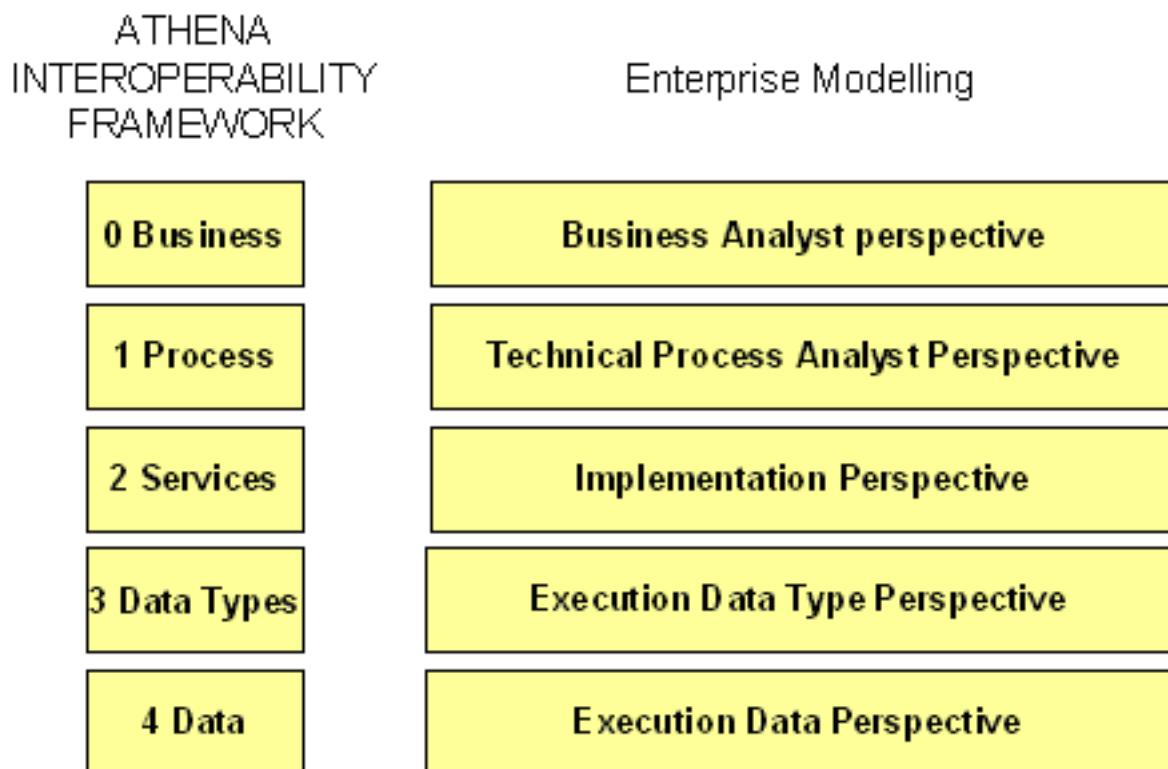 ATHENA
INTEROPERABILITY
FRAMEWORK
Enterprise Modelling
0 Business
Business Analyst perspective
1 Process
Technical Process Analyst Perspective
2 Services
Implementation Perspective
3 Data Types
Execution Data Type Perspective
4 Data
Execution Data Perspective